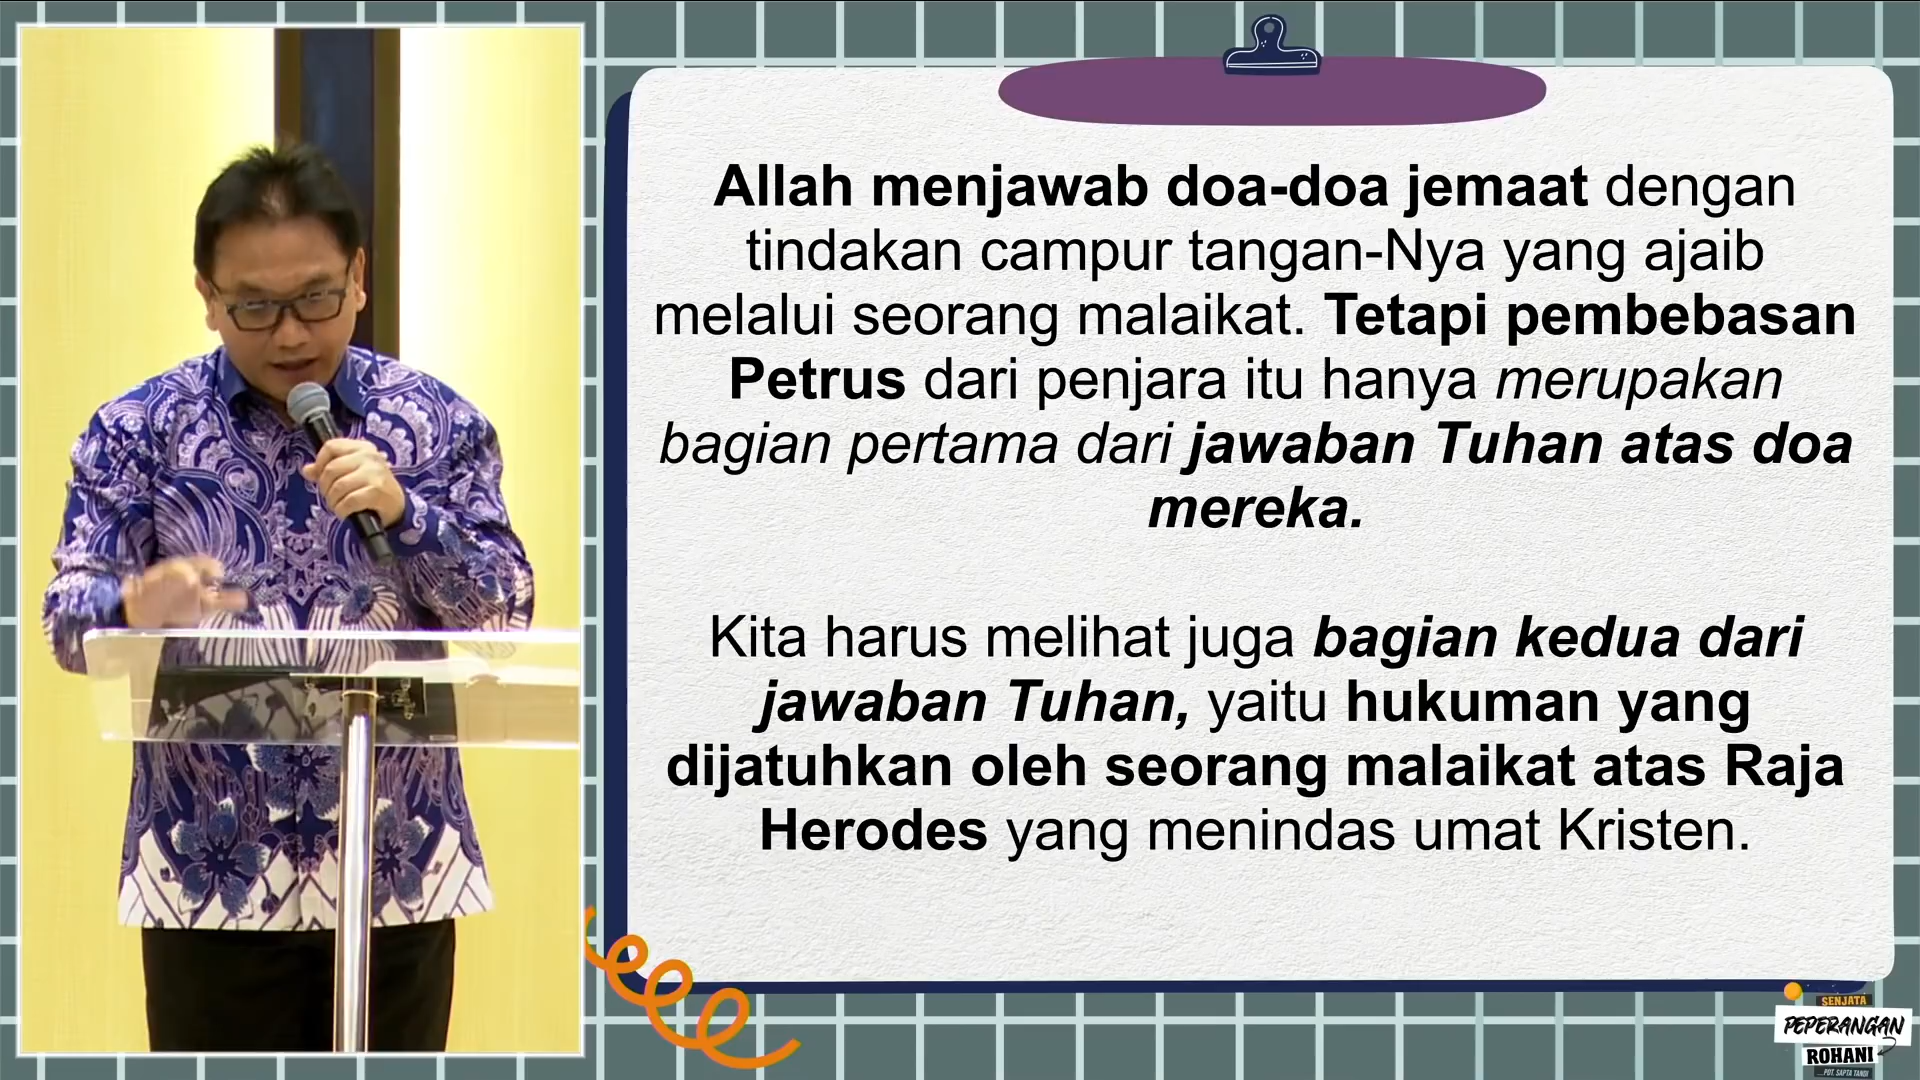 Allah menjawab doa-doa jemaat dengan
tindakan campur tangan-Nya yang ajaib
melalui seorang malaikat. Tetapi pembebasan
Petrus dari penjara itu hanya merupakan
bagian pertama dari jawaban Tuhan atas doa
mereka.
Kita harus melihat juga bagian kedua dari
jawaban Tuhan, yaitu hukuman yang
dijatuhkan oleh seorang malaikat atas Raja
Herodes yang menindas umat Kristen.
SENJATA
PEPERANGAN
ROHANI
...PDT. SAPTA TANDI